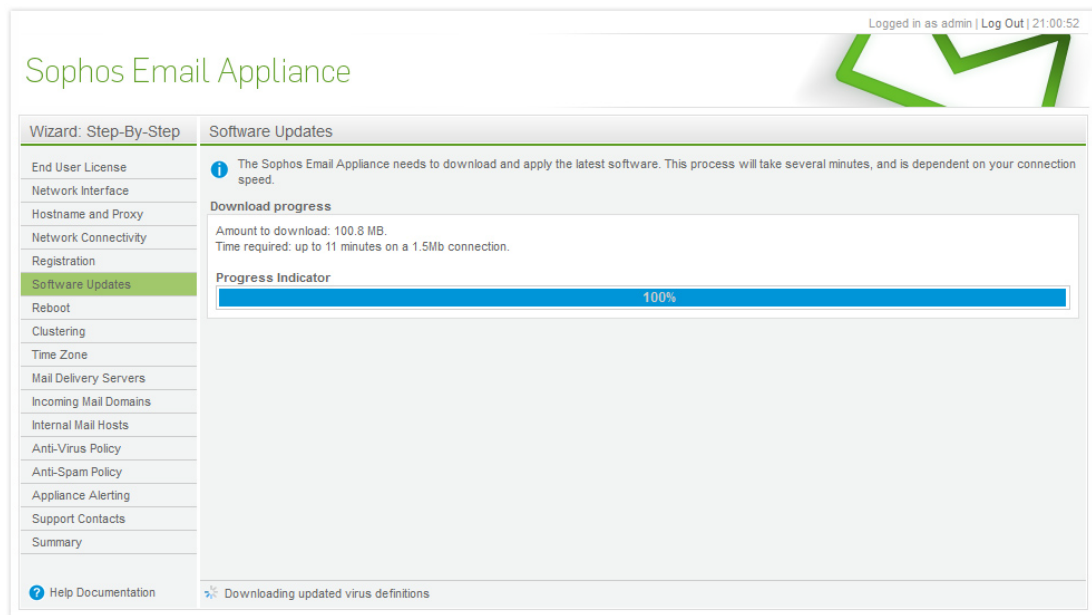 Logged in as admin | Log Out | 21:00:52
Sophos Email Appliance
Wizard: Step-By-Step
End User License
Network Interface
Hostname and Proxy
Network Connectivity
Registration
Software Updates
Reboot
Clustering
Time Zone
Mail Delivery Servers
Incoming Mail Domains
Internal Mail Hosts
Anti-Virus Policy
Anti-Spam Policy
Appliance Alerting
Support Contacts
Summary
Help Documentation
Software Updates
The Sophos Email Appliance needs to download and apply the latest software. This process will take several minutes, and is dependent on your connection
speed.
Download progress
Amount to download: 100.8 MB.
Time required: up to 11 minutes on a 1.5Mb connection.
Progress Indicator
100%
Downloading updated virus definitions